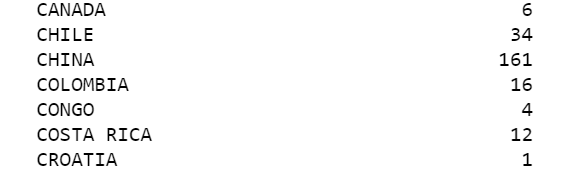 CANADA 6
CHILE 34
CHINA 161
COLOMBIA 16
CONGO 4
COSTA RICA 12
CROATIA 1